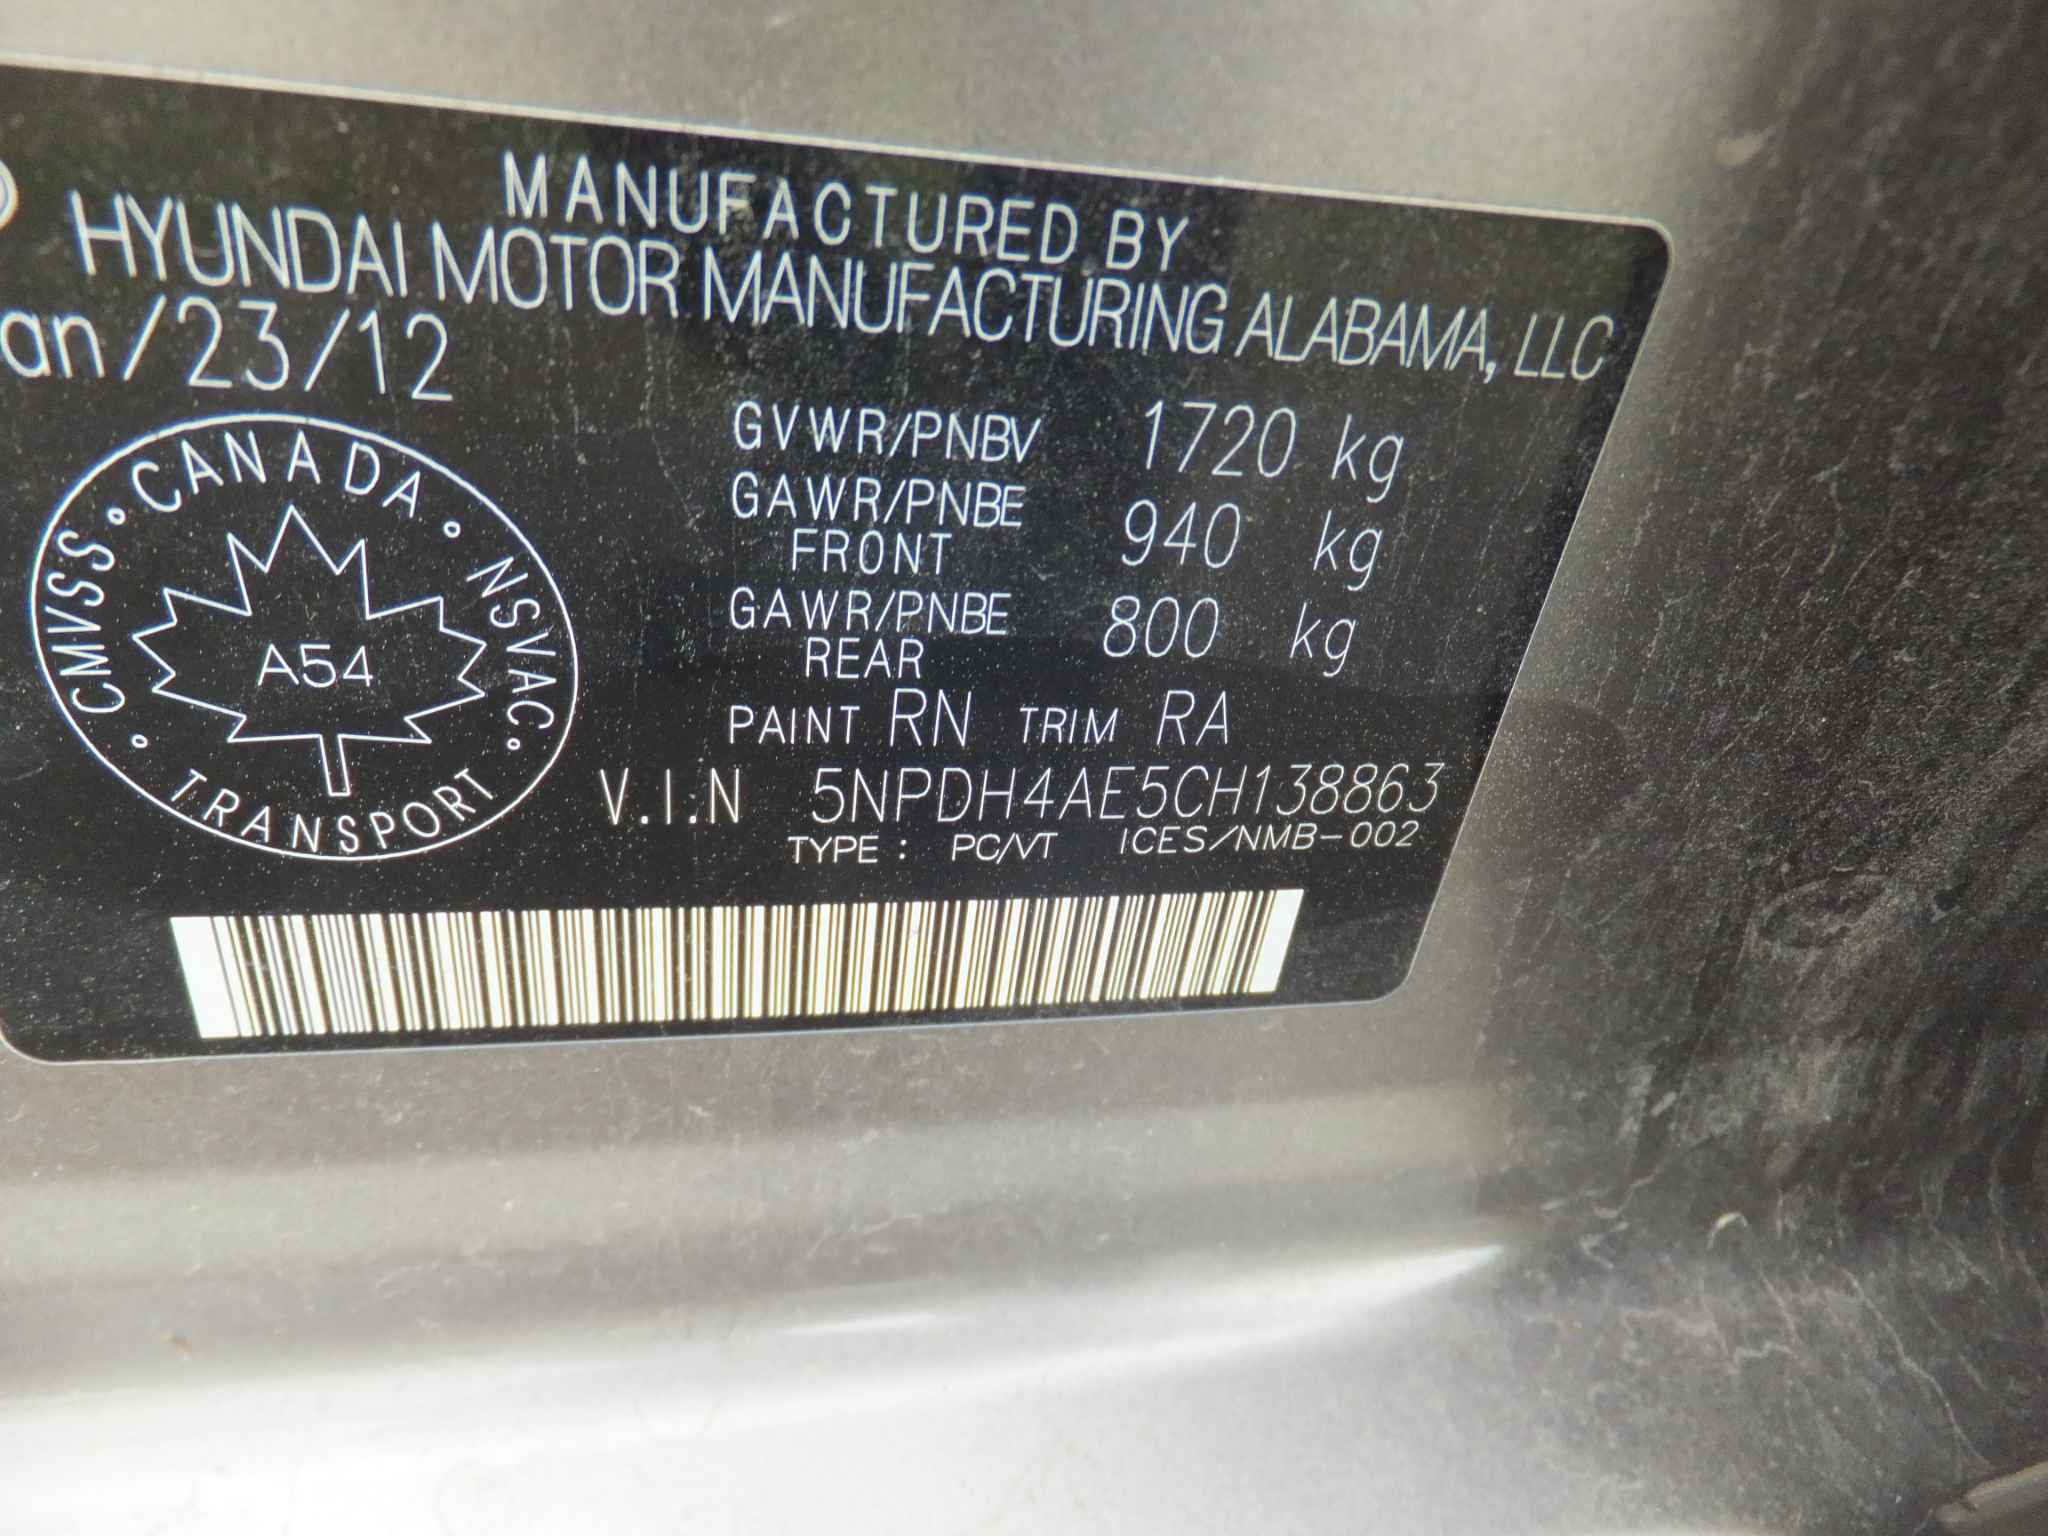 MANUFACTURED BY
HYUNDAI MOTOR MANUFACTURING ALABAMA, LLC
an/23/12
GVWR/PNBV 1720 kg
GAWR/PNBE
FRONT 940 kg
GAWR/PNBE
REAR 800 kg
PAINT RN TRIM RA
V.I.N 5NPDH4AE5CH138863
TYPE : PC/VT ICES/NMB-002
CMVSS • CANADA • NSVAC •
A54
TRANSPORT •